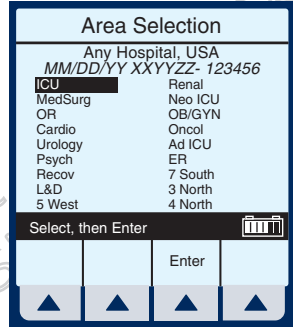 Area Selection
Any Hospital, USA
MM/DD/YY XXYYZZ- 123456
ICU Renal
MedSurg Neo ICU
OR OB/GYN
Cardio Oncol
Urology Ad ICU
Psych ER
Recov 7 South
L&D 3 North
5 West 4 North
Select, then Enter
Enter